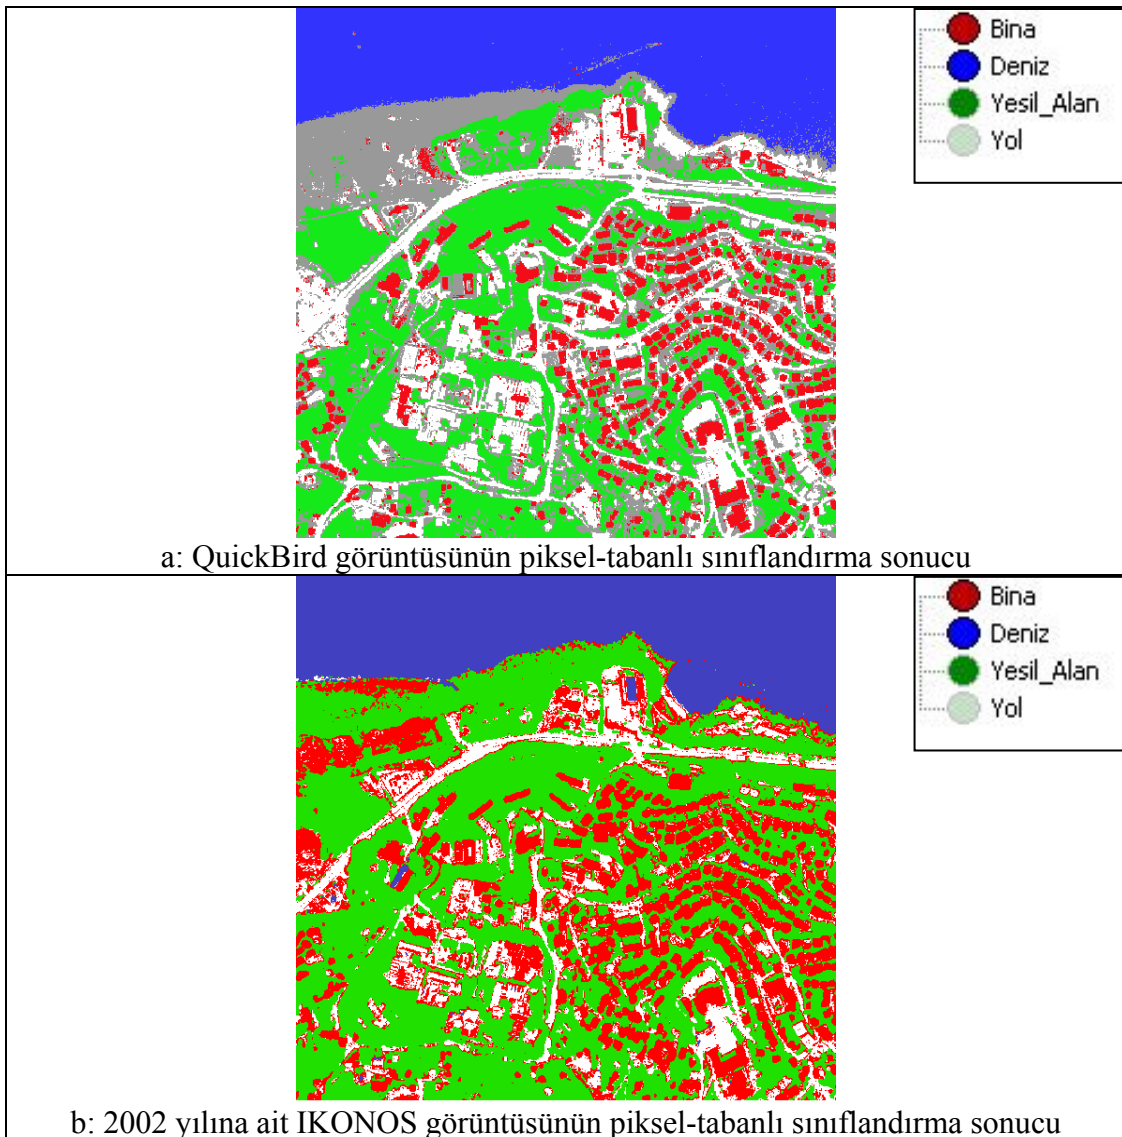 Bina
Deniz
Yesil_Alan
Yol
a: QuickBird görüntüsünün piksel-tabanlı sınıflandırma sonucu
Bina
Deniz
Yesil_Alan
Yol
b: 2002 yılına ait IKONOS görüntüsünün piksel-tabanlı sınıflandırma sonucu